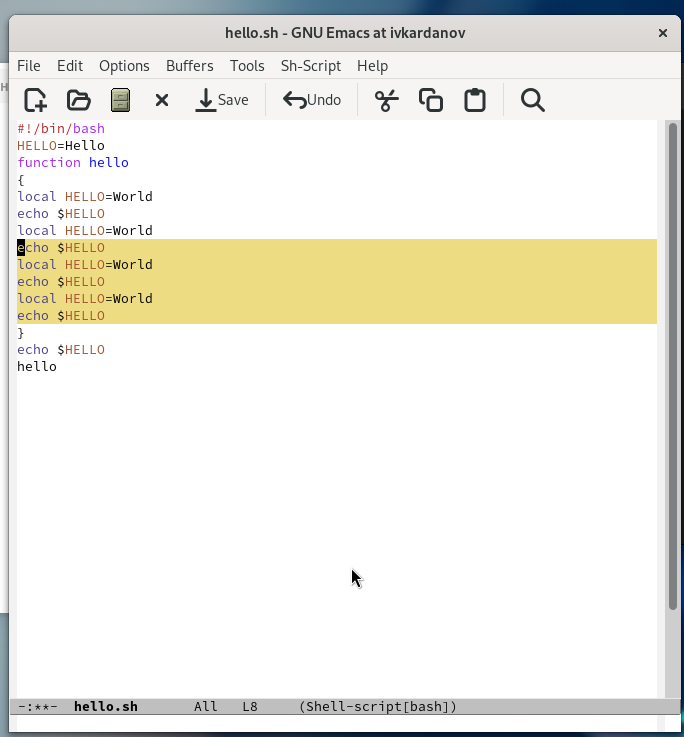 hello.sh - GNU Emacs at ivkardanov
File Edit Options Buffers Tools Sh-Script Help
Save Undo
#!/bin/bash
HELLO=Hello
function hello
{
local HELLO=World
echo $HELLO
local HELLO=World
echo $HELLO
local HELLO=World
echo $HELLO
local HELLO=World
echo $HELLO
}
echo $HELLO
hello
-:**- hello.sh All L8 (Shell-script[bash])